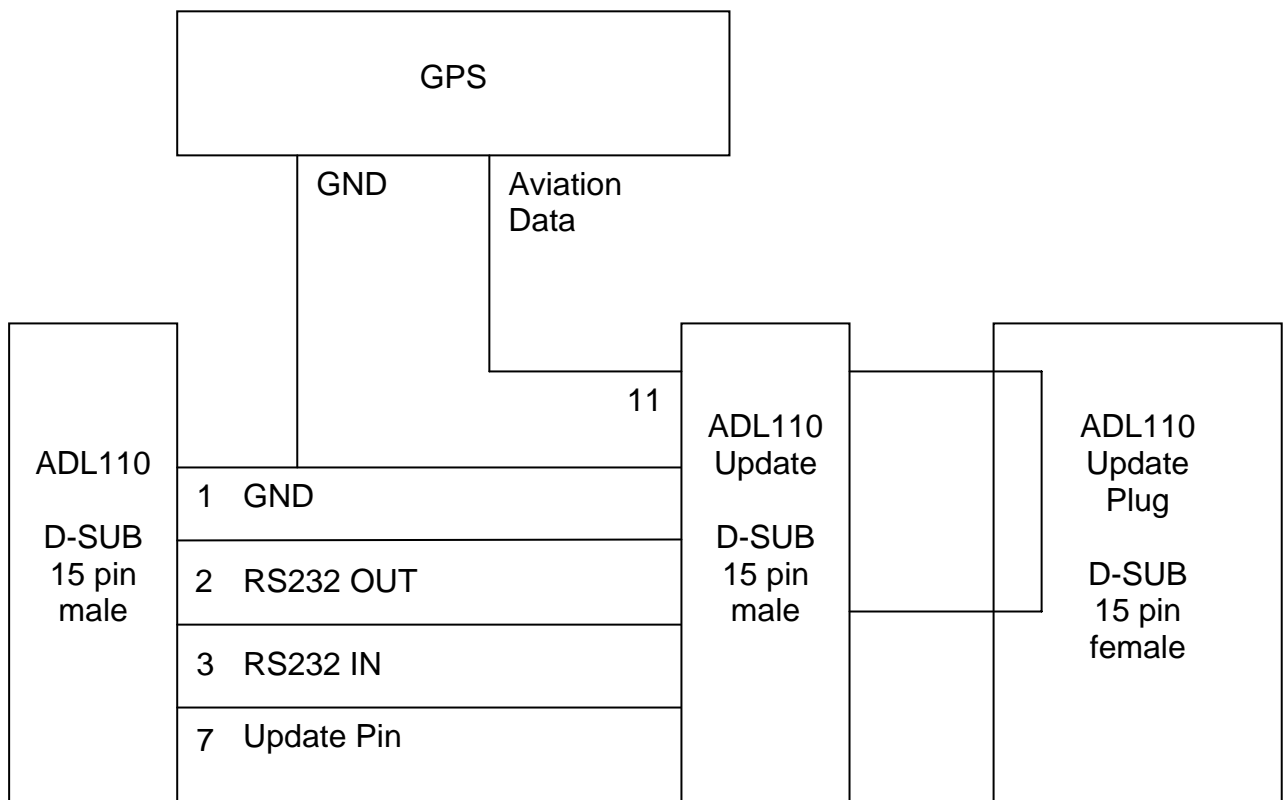 GPS
GND
Aviation
Data
11
ADL110
D-SUB
15 pin
male
1 GND
2 RS232 OUT
3 RS232 IN
7 Update Pin
ADL110
Update
D-SUB
15 pin
male
ADL110
Update
Plug
D-SUB
15 pin
female